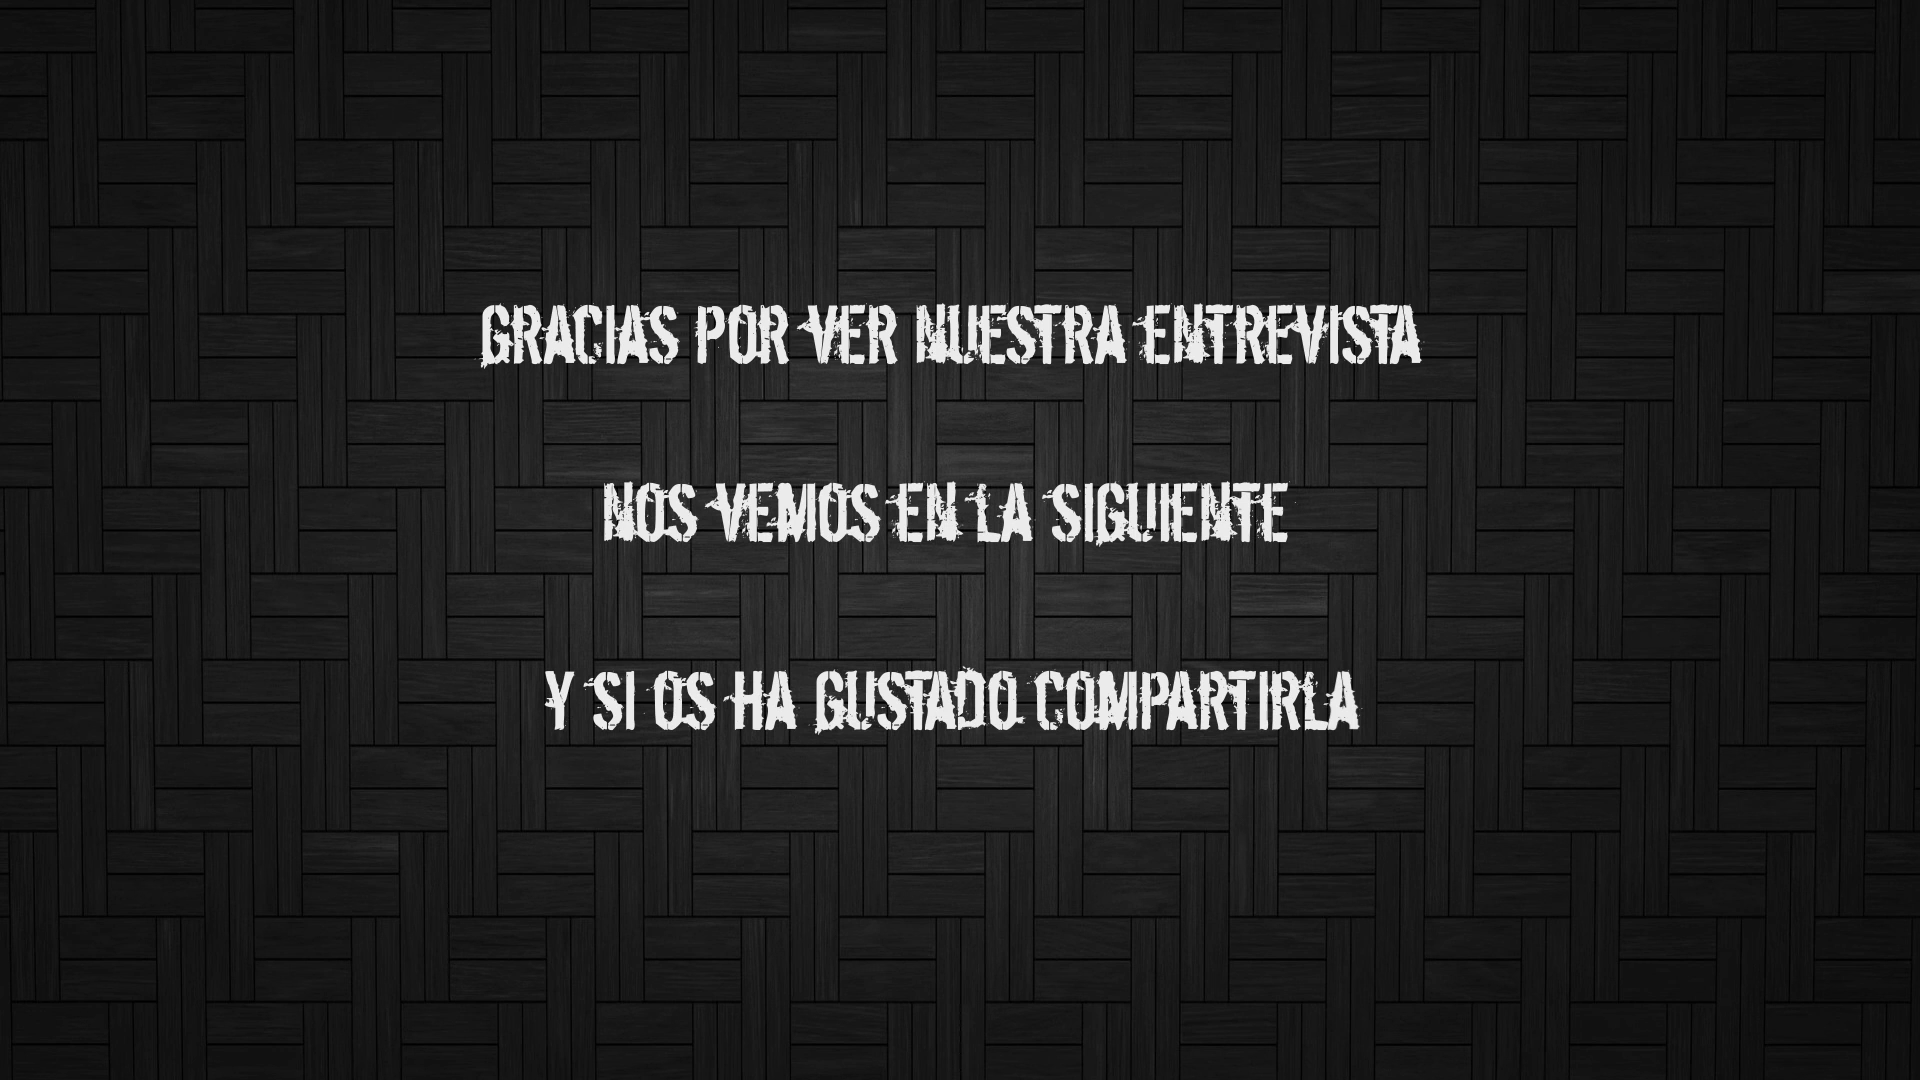 GRACIAS POR VER NUESTRA ENTREVISTA
NOS VEMOS EN LA SIGUIENTE
Y SI OS HA GUSTADO COMPARTIRLA